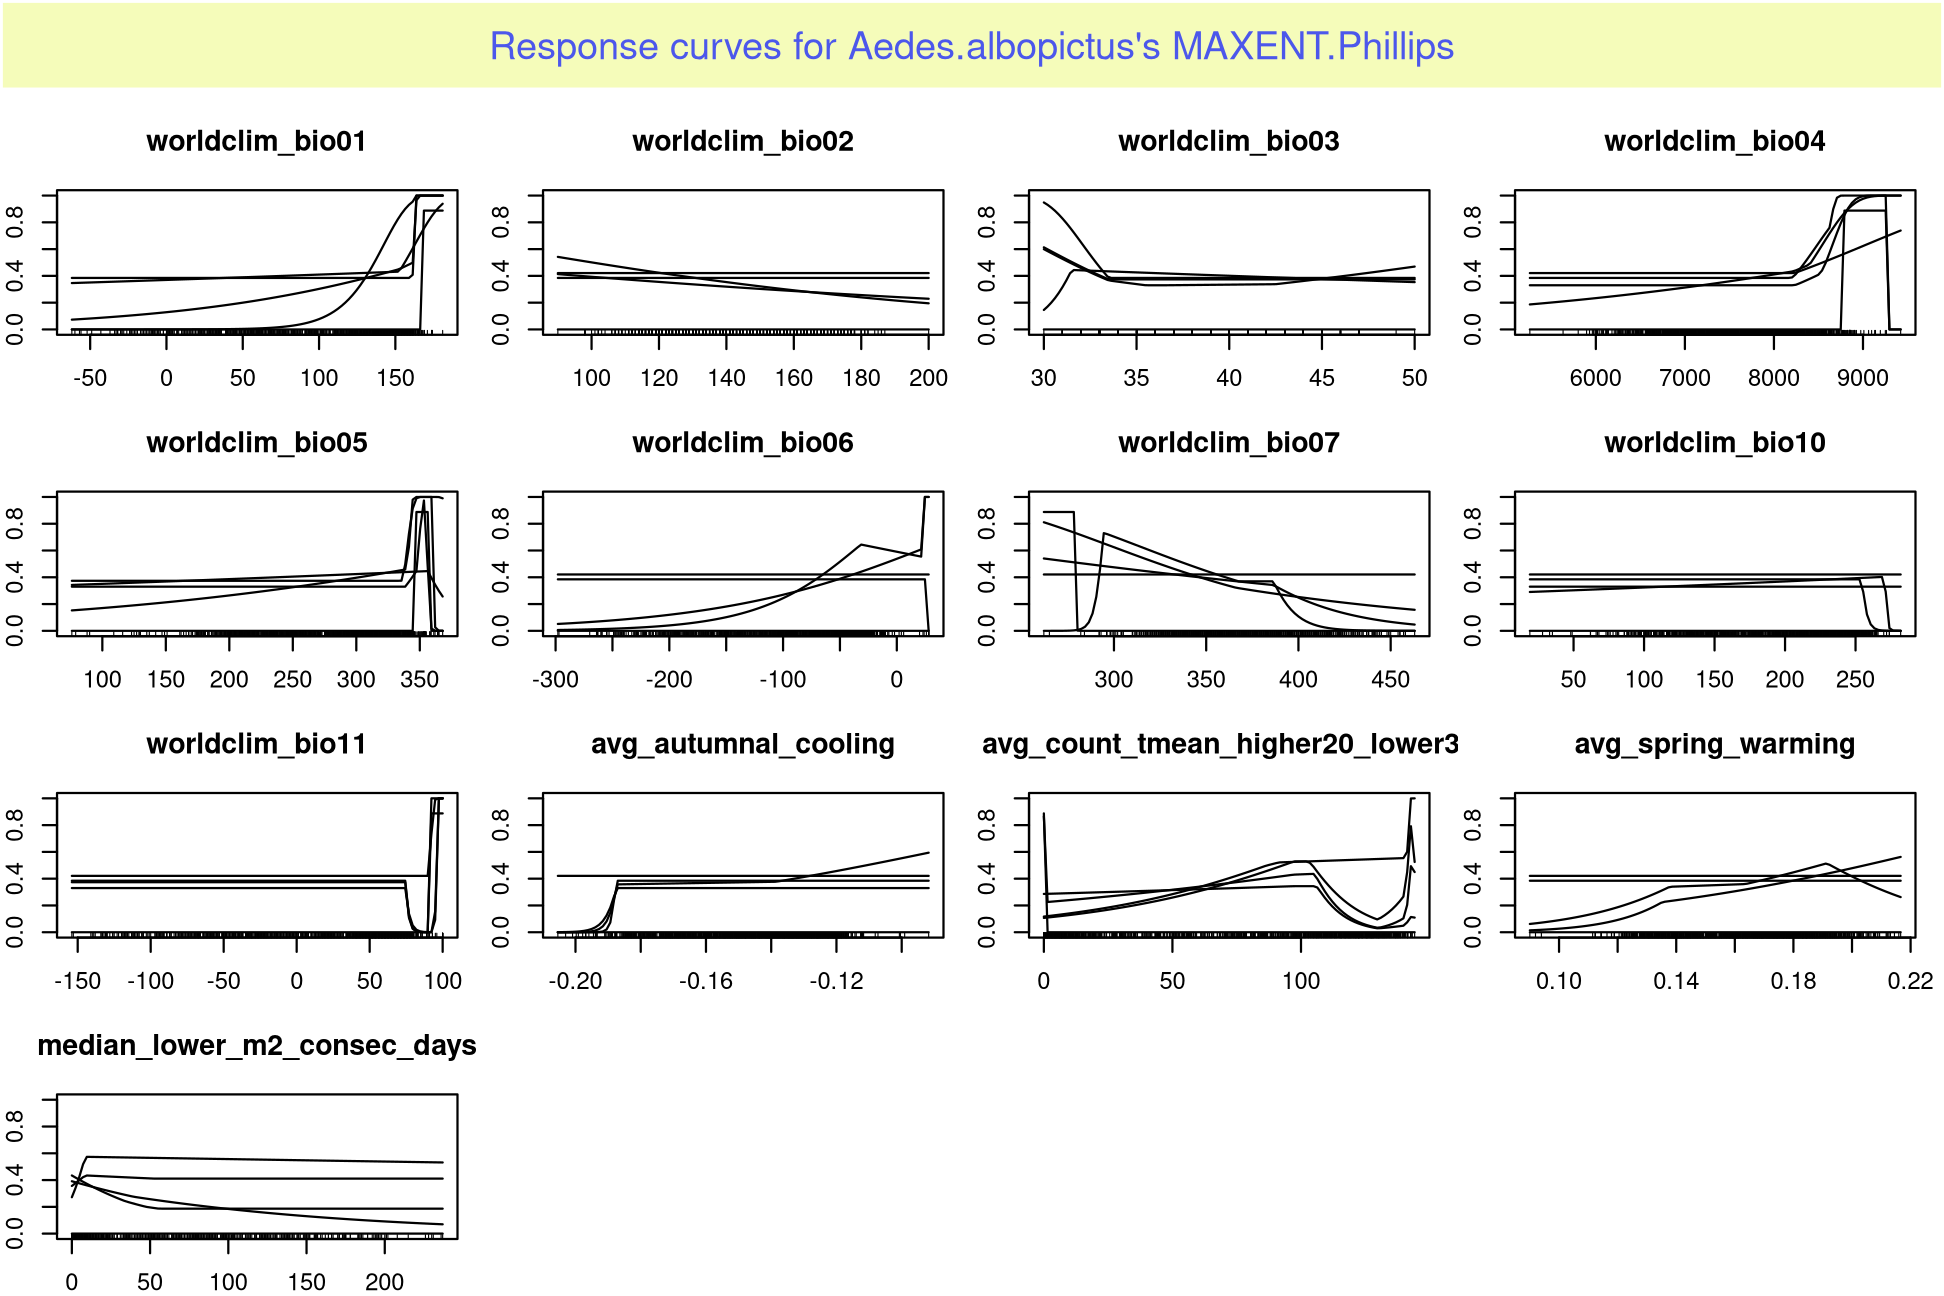 Response curves for Aedes.albopictus's MAXENT.Phillips
worldclim_bio01
worldclim_bio02
worldclim_bio03
worldclim_bio04
0.0 0.4 0.8
0.0 0.4 0.8
0.0 0.4 0.8
0.0 0.4 0.8
-50 0 50 100 150
100 120 140 160 180 200
30 35 40 45 50
6000 7000 8000 9000
worldclim_bio05
worldclim_bio06
worldclim_bio07
worldclim_bio10
0.0 0.4 0.8
0.0 0.4 0.8
0.0 0.4 0.8
0.0 0.4 0.8
100 150 200 250 300 350
-300 -200 -100 0
300 350 400 450
50 100 150 200 250
worldclim_bio11
avg_autumnal_cooling
avg_count_tmean_higher20_lower3
avg_spring_warming
0.0 0.4 0.8
0.0 0.4 0.8
0.0 0.4 0.8
0.0 0.4 0.8
-150 -100 -50 0 50 100
-0.20 -0.16 -0.12
0 50 100
0.10 0.14 0.18 0.22
median_lower_m2_consec_days
0.0 0.4 0.8
0 50 100 150 200